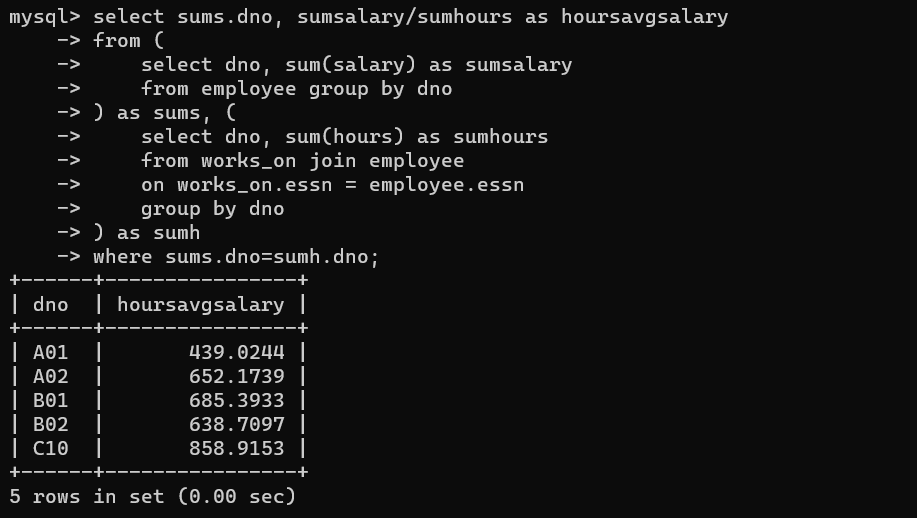 mysql> select sums.dno, sumsalary/sumhours as hoursavgsalary
    -> from (
    ->     select dno, sum(salary) as sumsalary
    ->     from employee group by dno
    -> ) as sums, (
    ->     select dno, sum(hours) as sumhours
    ->     from works_on join employee
    ->     on works_on.essn = employee.essn
    ->     group by dno
    -> ) as sumh
    -> where sums.dno=sumh.dno;
+------+----------------+
| dno  | hoursavgsalary |
+------+----------------+
| A01  |       439.0244 |
| A02  |       652.1739 |
| B01  |       685.3933 |
| B02  |       638.7097 |
| C10  |       858.9153 |
+------+----------------+
5 rows in set (0.00 sec)